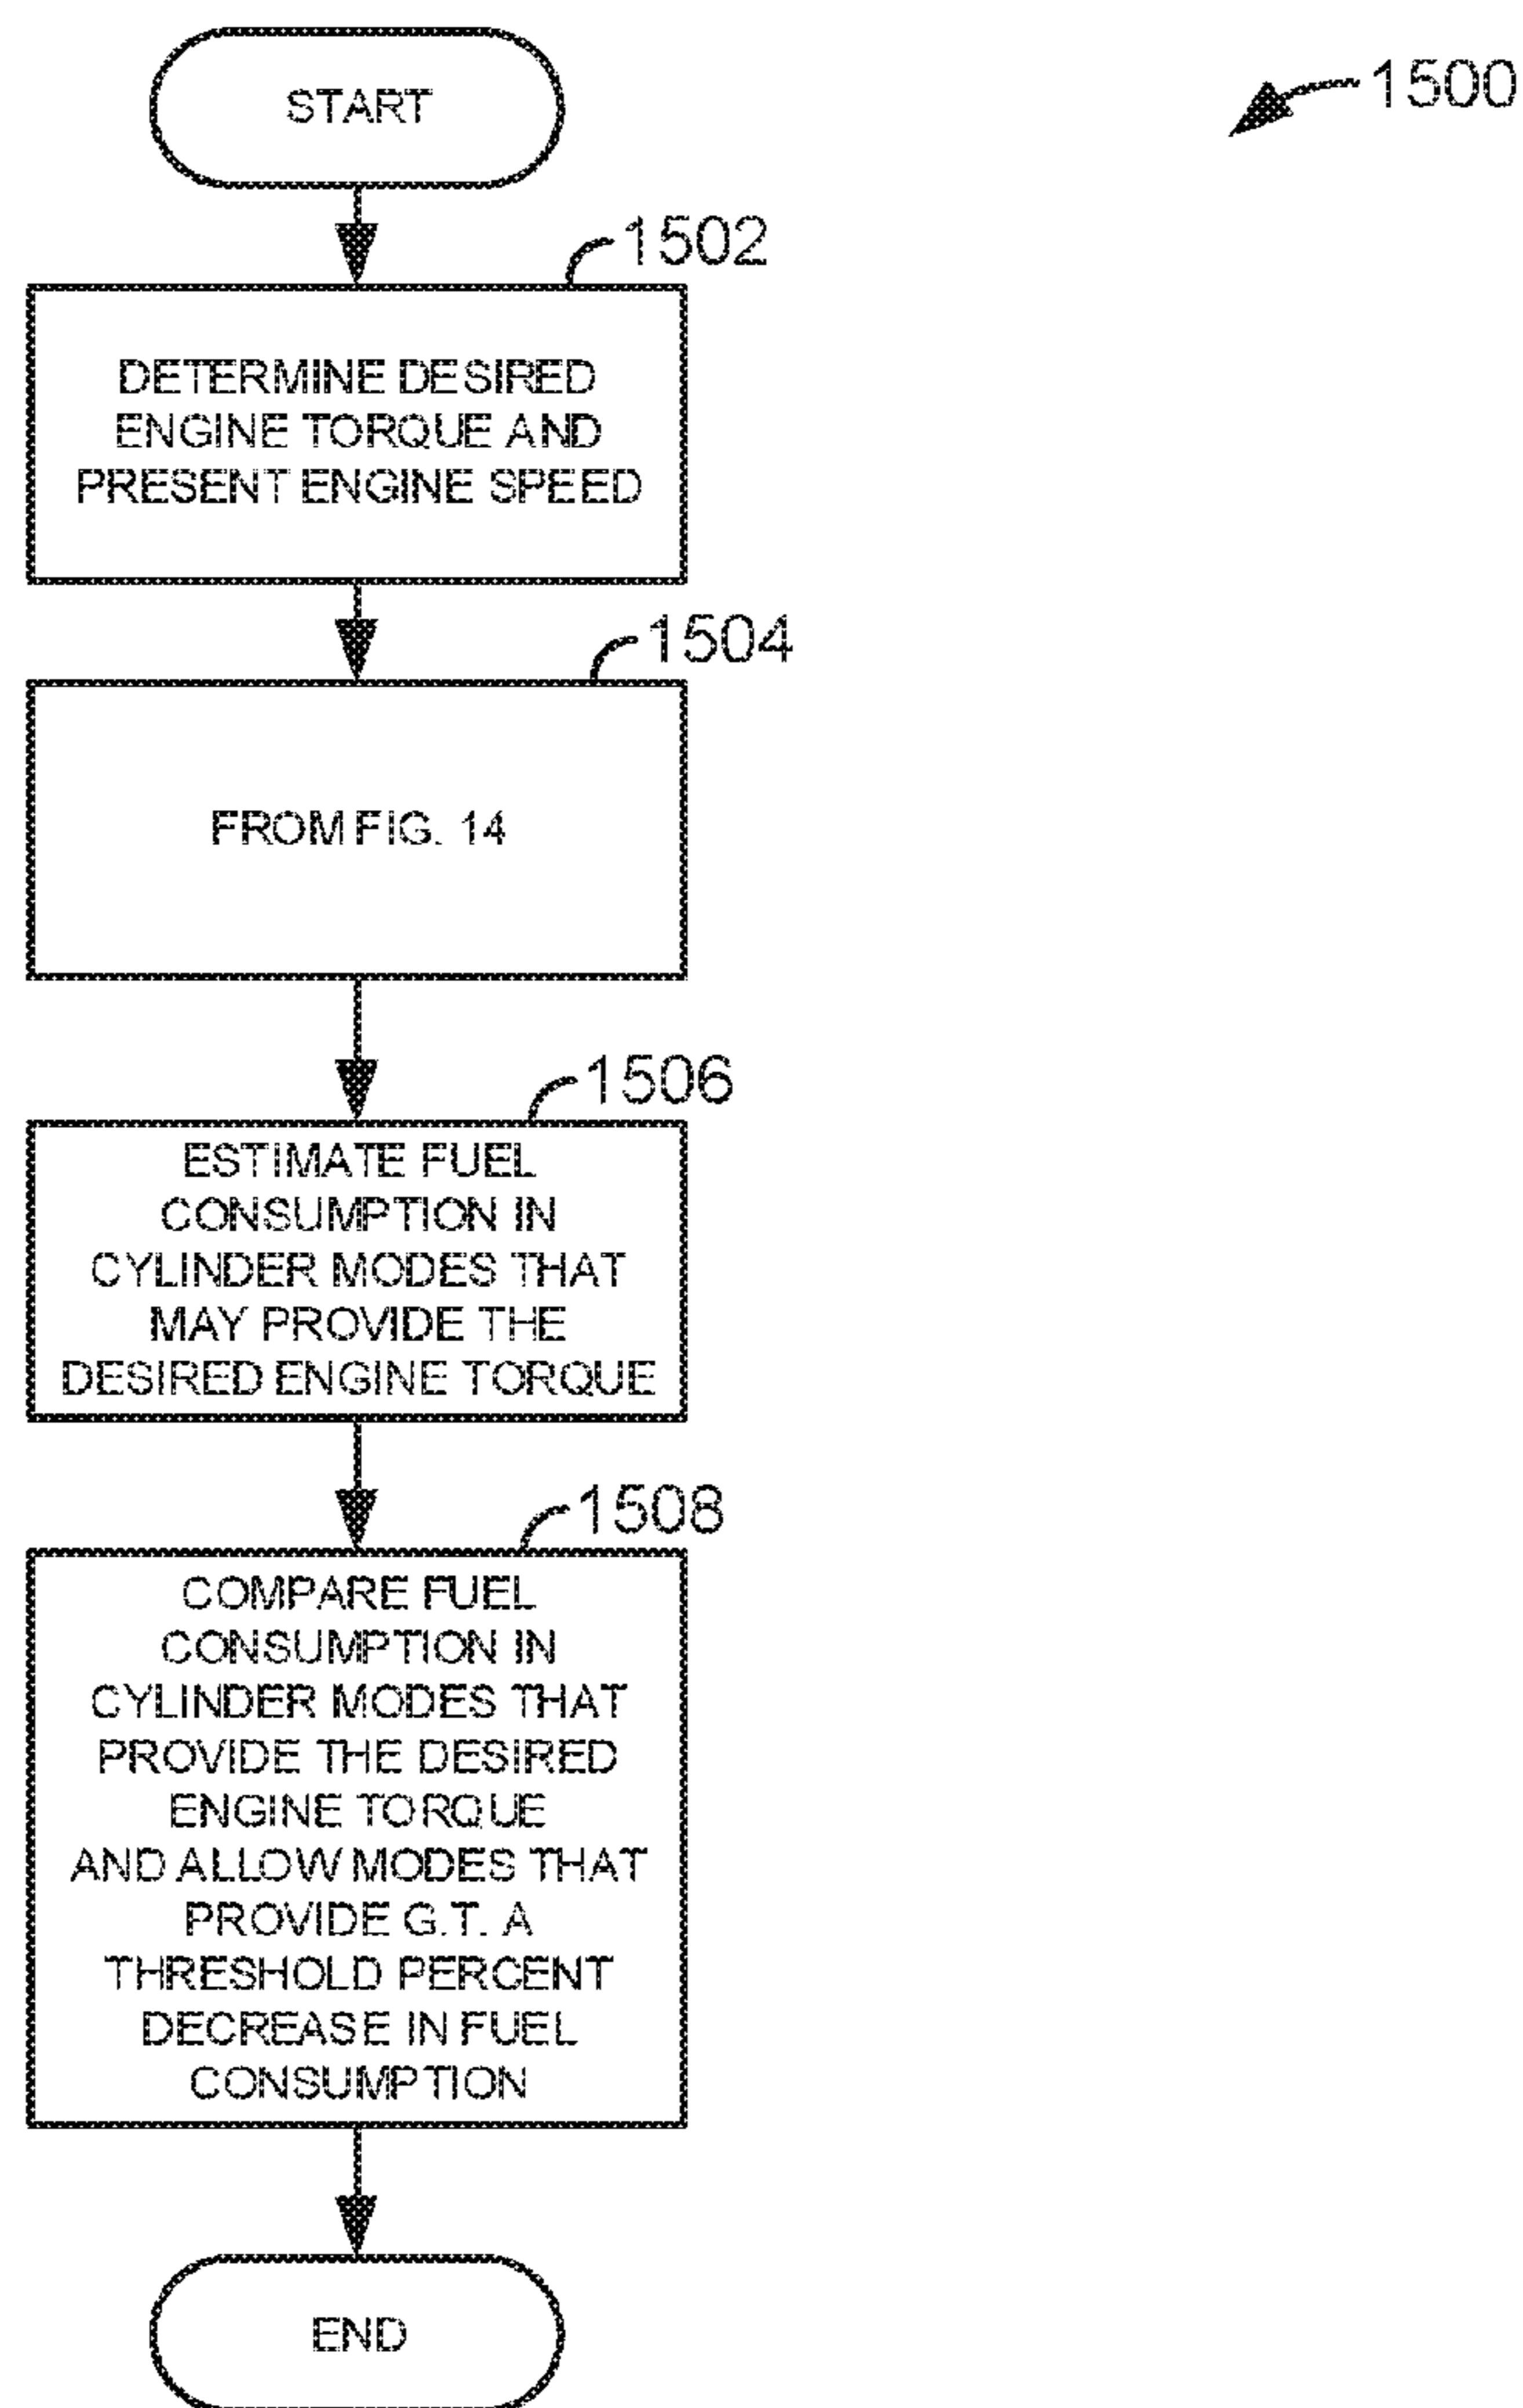 START
1500
1502
DETERMINE DESIRED
ENGINE TORQUE AND
PRESENT ENGINE SPEED
1504
FROM FIG. 14
1506
ESTIMATE FUEL
CONSUMPTION IN
CYLINDER MODES THAT
MAY PROVIDE THE
DESIRED ENGINE TORQUE
1508
COMPARE FUEL
CONSUMPTION IN
CYLINDER MODES THAT
PROVIDE THE DESIRED
ENGINE TORQUE
AND ALLOW MODES THAT
PROVIDE G.T. A
THRESHOLD PERCENT
DECREASE IN FUEL
CONSUMPTION
END